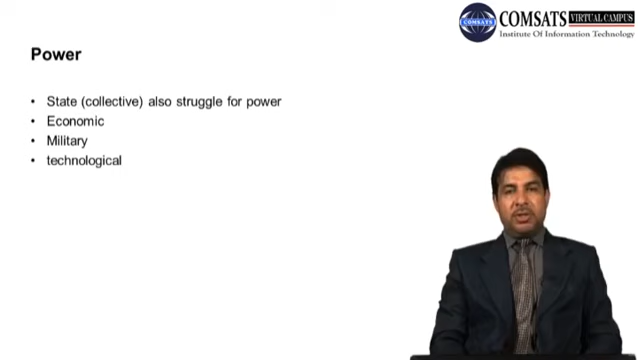 COMSATS VIRTUAL CAMPUS
Institute Of Information Technology
Power
• State (collective) also struggle for power
• Economic
• Military
• technological